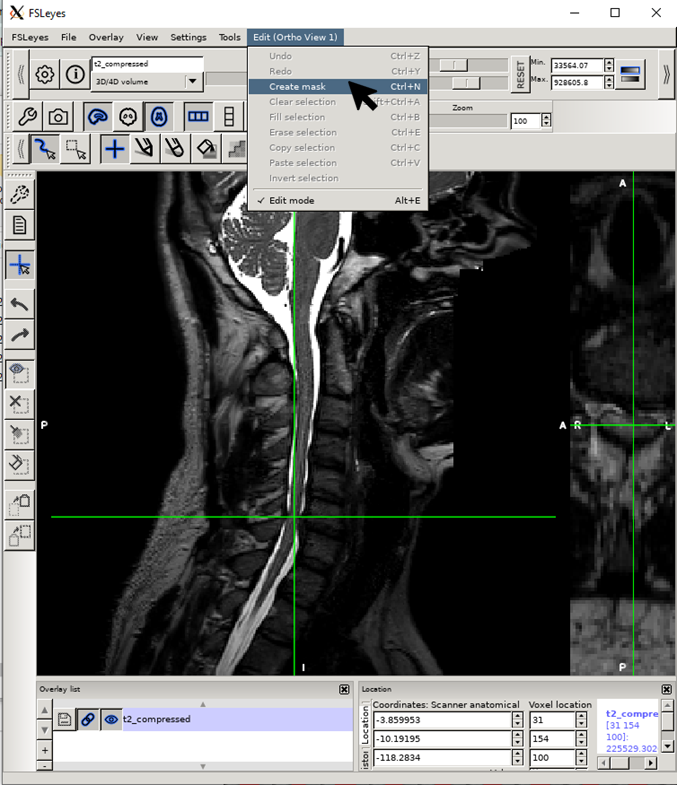 FSLeyes
FSLeyes File Overlay View Settings Tools Edit (Ortho View 1)
Undo Ctrl+Z
Redo Ctrl+Y
Create mask Ctrl+N
Clear selection ft+Ctrl+A
Fill selection Ctrl+B
Erase selection Ctrl+E
Copy selection Ctrl+C
Paste selection Ctrl+V
Invert selection
Edit mode Alt+E
t2_compressed
3D/4D volume
RESET
Min. 33564.07
Max. 928605.8
Zoom
100
A
P
A R
L
I
P
Overlay list
t2_compressed
Location
Location
Coordinates: Scanner anatomical
Voxel location
-3.859953
31
-10.19195
154
-118.2834
100
t2_compre
[31 154
100]:
225529.302